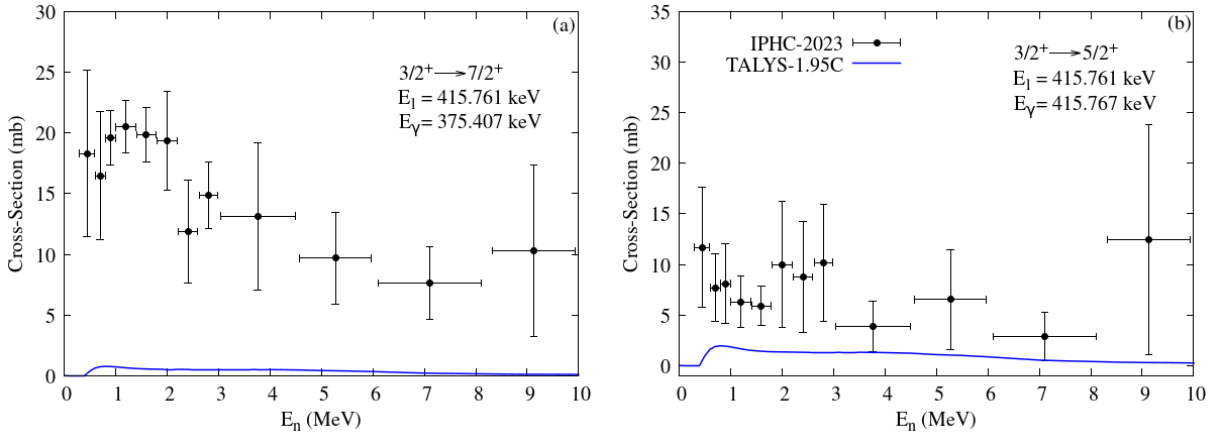 (a)
3/2⁺→7/2⁺
E_l = 415.761 keV
E_γ = 375.407 keV
Cross-Section (mb)
30
25
20
15
10
5
0
0 1 2 3 4 5 6 7 8 9 10
E_n (MeV)
(b)
IPHC-2023
TALYS-1.95C
3/2⁺→5/2⁺
E_l = 415.761 keV
E_γ = 415.767 keV
Cross-Section (mb)
35
30
25
20
15
10
5
0
0 1 2 3 4 5 6 7 8 9 10
E_n (MeV)